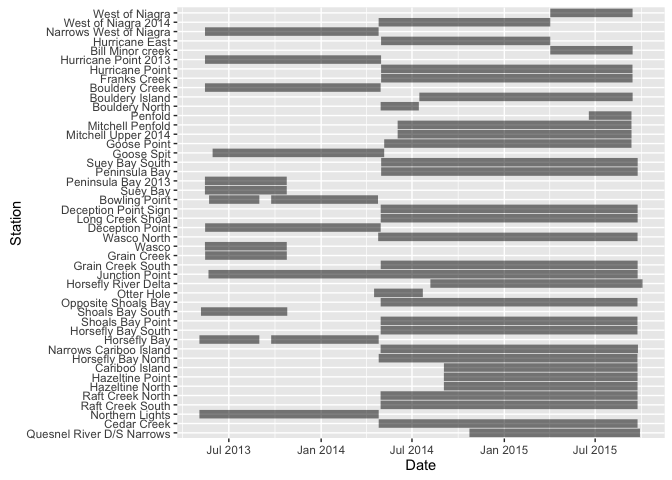 West of Niagra
West of Niagra 2014
Narrows West of Niagra
Hurricane East
Bill Minor creek
Hurricane Point 2013
Hurricane Point
Franks Creek
Bouldery Creek
Bouldery Island
Bouldery North
Penfold
Mitchell Penfold
Mitchell Upper 2014
Goose Point
Goose Spit
Suey Bay South
Peninsula Bay
Peninsula Bay 2013
Suey Bay
Bowling Point
Deception Point Sign
Long Creek Shoal
Deception Point
Wasco North
Wasco
Grain Creek
Grain Creek South
Junction Point
Horsefly River Delta
Otter Hole
Opposite Shoals Bay
Shoals Bay South
Shoals Bay Point
Horsefly Bay South
Horsefly Bay
Narrows Cariboo Island
Horsefly Bay North
Cariboo Island
Hazeltine Point
Hazeltine North
Raft Creek North
Raft Creek South
Northern Lights
Cedar Creek
Quesnel River D/S Narrows
Station
Jul 2013 Jan 2014 Jul 2014 Jan 2015 Jul 2015
Date